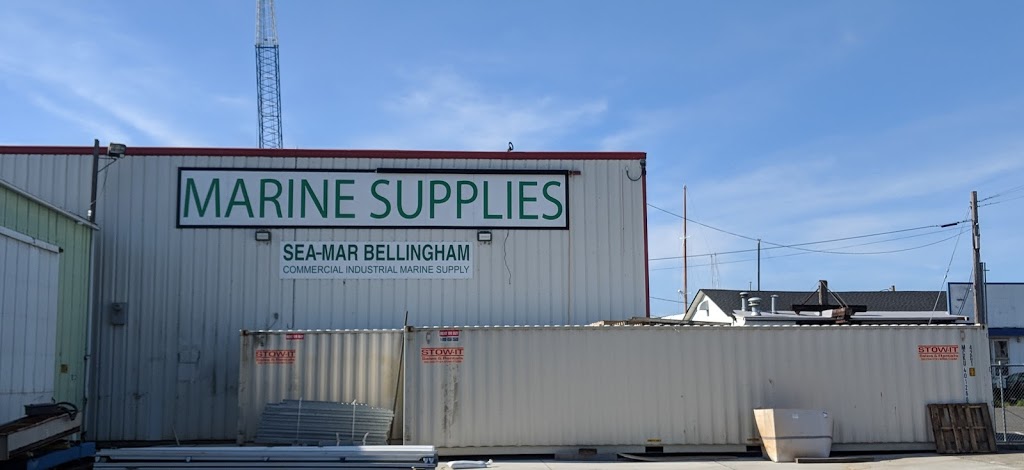 MARINE SUPPLIES
SEA-MAR BELLINGHAM
COMMERCIAL INDUSTRIAL MARINE SUPPLY
STOW-IT
STOW-IT
STOW-IT